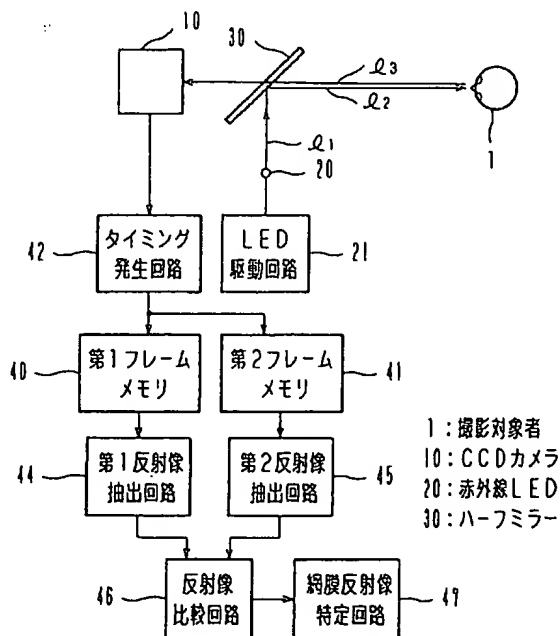 10
30
ℓ3
ℓ2
ℓ1
1
20
42
タイミング
発生回路
LED
駆動回路
21
40
第1フレーム
メモリ
第2フレーム
メモリ
41
44
第1反射像
抽出回路
第2反射像
抽出回路
45
1:撮影対象者
10:CCDカメラ
20:赤外線LED
30:ハーフミラー
46
反射像
比較回路
網膜反射像
特定回路
49